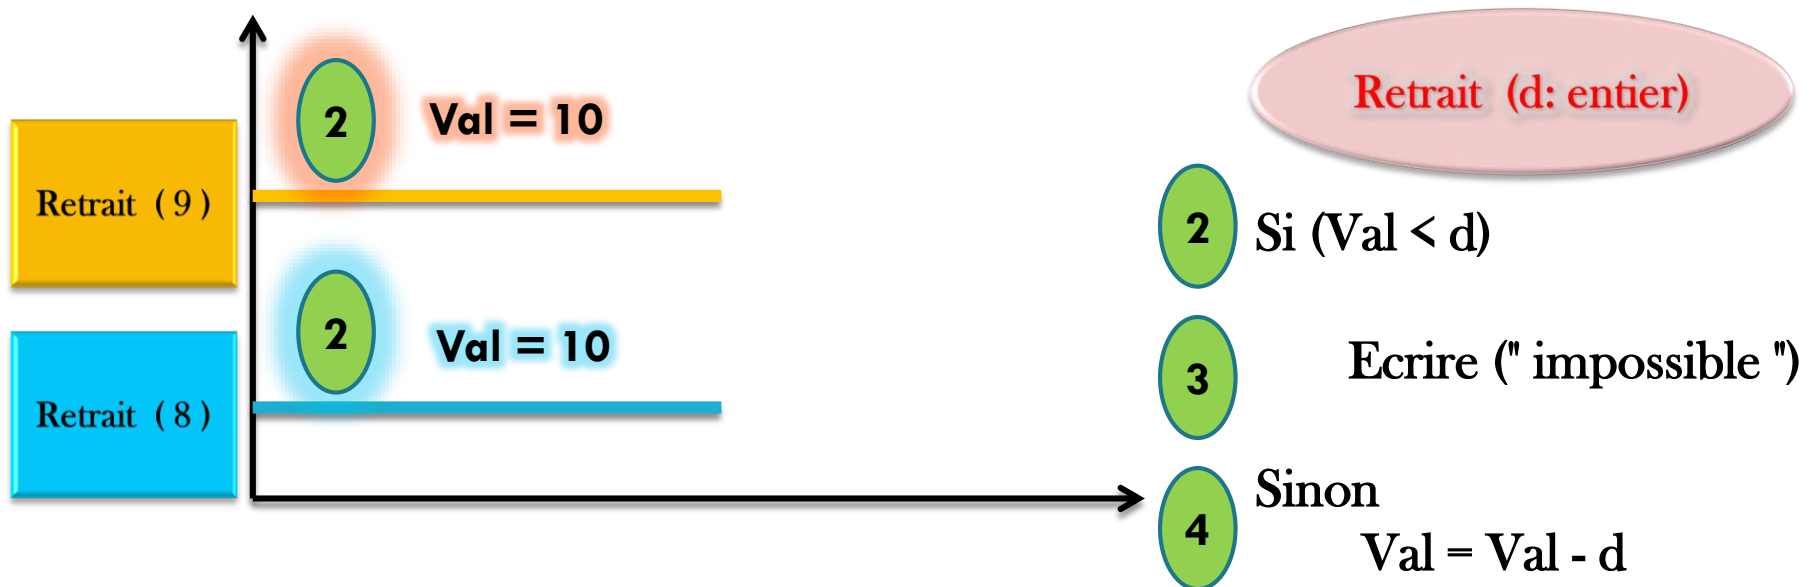 2
Val = 10
Retrait ( 9 )
2
Val = 10
Retrait ( 8 )
Retrait (d: entier)
2 Si (Val < d)
3 Ecrire (" impossible ")
Sinon
4
Val = Val - d